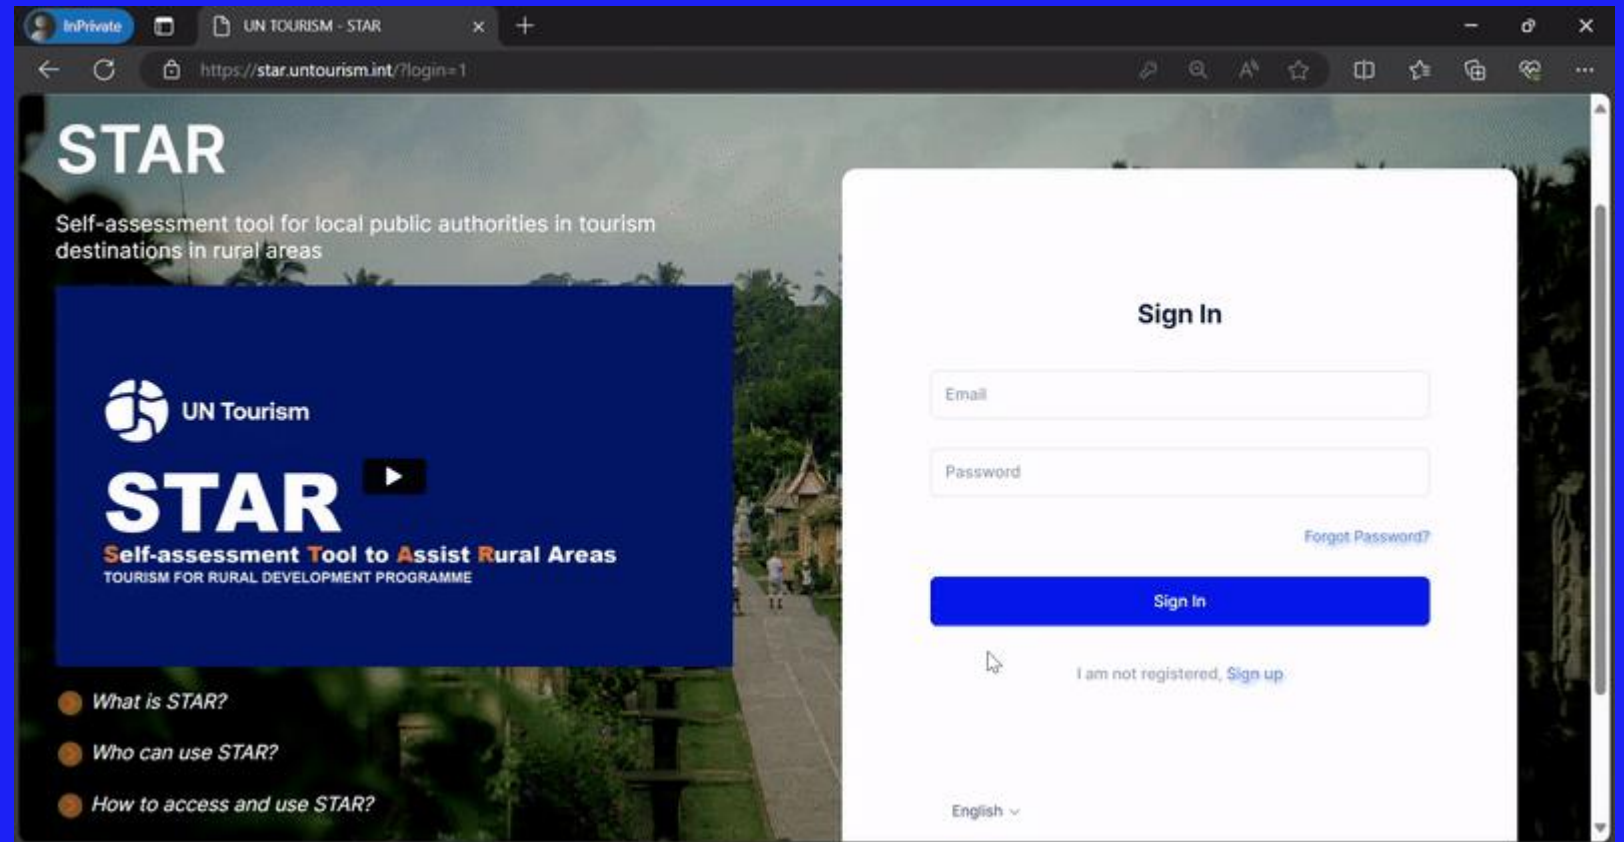 InPrivate
UN TOURISM - STAR
https://star.untourism.int/?login=1
STAR
Self-assessment tool for local public authorities in tourism
destinations in rural areas
UN Tourism
STAR
Self-assessment Tool to Assist Rural Areas
TOURISM FOR RURAL DEVELOPMENT PROGRAMME
What is STAR?
Who can use STAR?
How to access and use STAR?
Sign In
Email
Password
Forgot Password?
Sign In
I am not registered, Sign up
English